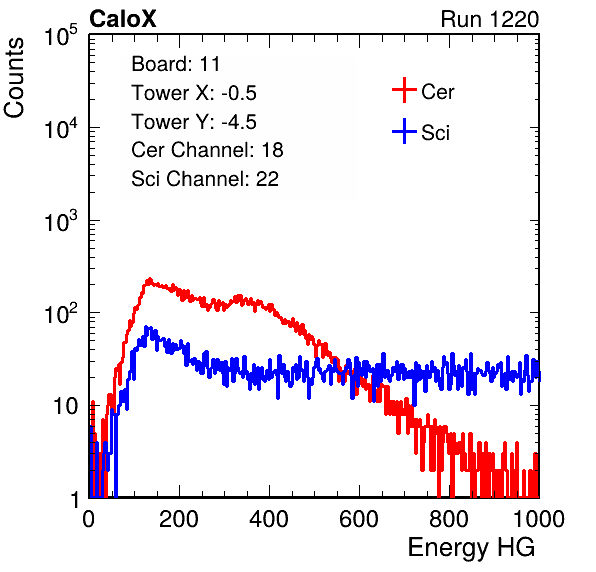 CaloX Run 1220
Counts
Board: 11
Tower X: -0.5
Tower Y: -4.5
Cer Channel: 18
Sci Channel: 22
Cer
Sci
10^5
10^4
10^3
10^2
10
1
0 200 400 600 800 1000
Energy HG